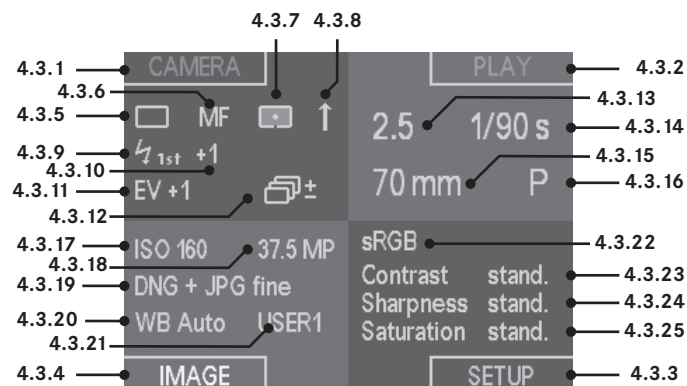 4.3.7 4.3.8
4.3.1 CAMERA PLAY 4.3.2
4.3.6 4.3.13
4.3.5 MF 2.5 1/90 s 4.3.14
4.3.9 1st +1 4.3.15
4.3.10
4.3.11 EV +1 ± 70 mm P 4.3.16
4.3.12
4.3.17 ISO 160 37.5 MP sRGB 4.3.22
4.3.18
4.3.19 DNG + JPG fine Contrast stand. 4.3.23
Sharpness stand. 4.3.24
4.3.20 WB Auto USER1 Saturation stand. 4.3.25
4.3.21
4.3.4 IMAGE SETUP 4.3.3